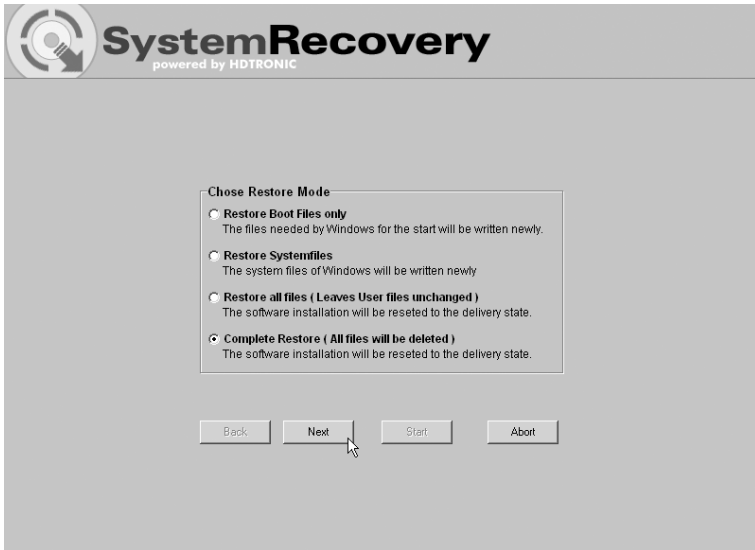 SystemRecovery
powered by HDTRONIC
Chose Restore Mode
Restore Boot Files only
The files needed by Windows for the start will be written newly.
Restore Systemfiles
The system files of Windows will be written newly
Restore all files ( Leaves User files unchanged )
The software installation will be reseted to the delivery state.
Complete Restore ( All files will be deleted )
The software installation will be reseted to the delivery state.
Back Next Start Abort